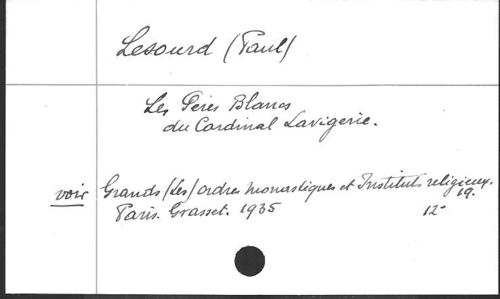 Lesourd (Paul)
Les Pères Blancs
du Cardinal Lavigerie.
voir Grands (Les) ordres monastiques et Instituts religieux.
19.
Paris. Grasset. 1935 12°